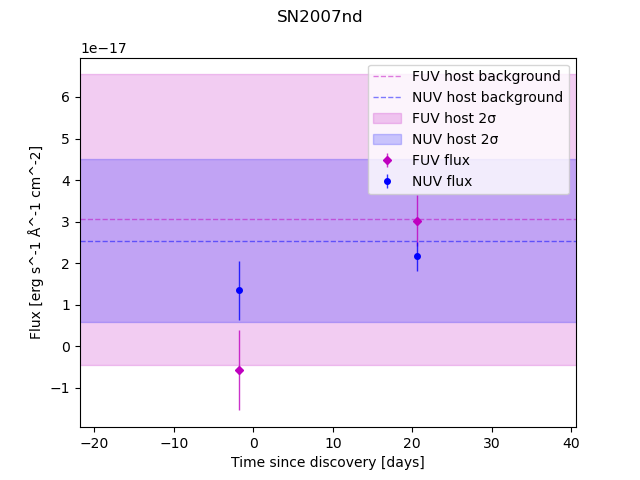 SN2007nd
1e−17
FUV host background
NUV host background
FUV host 2σ
NUV host 2σ
FUV flux
NUV flux
6
5
4
3
2
1
0
−1
Flux [erg s^-1 Å^-1 cm^-2]
−20 −10 0 10 20 30 40
Time since discovery [days]